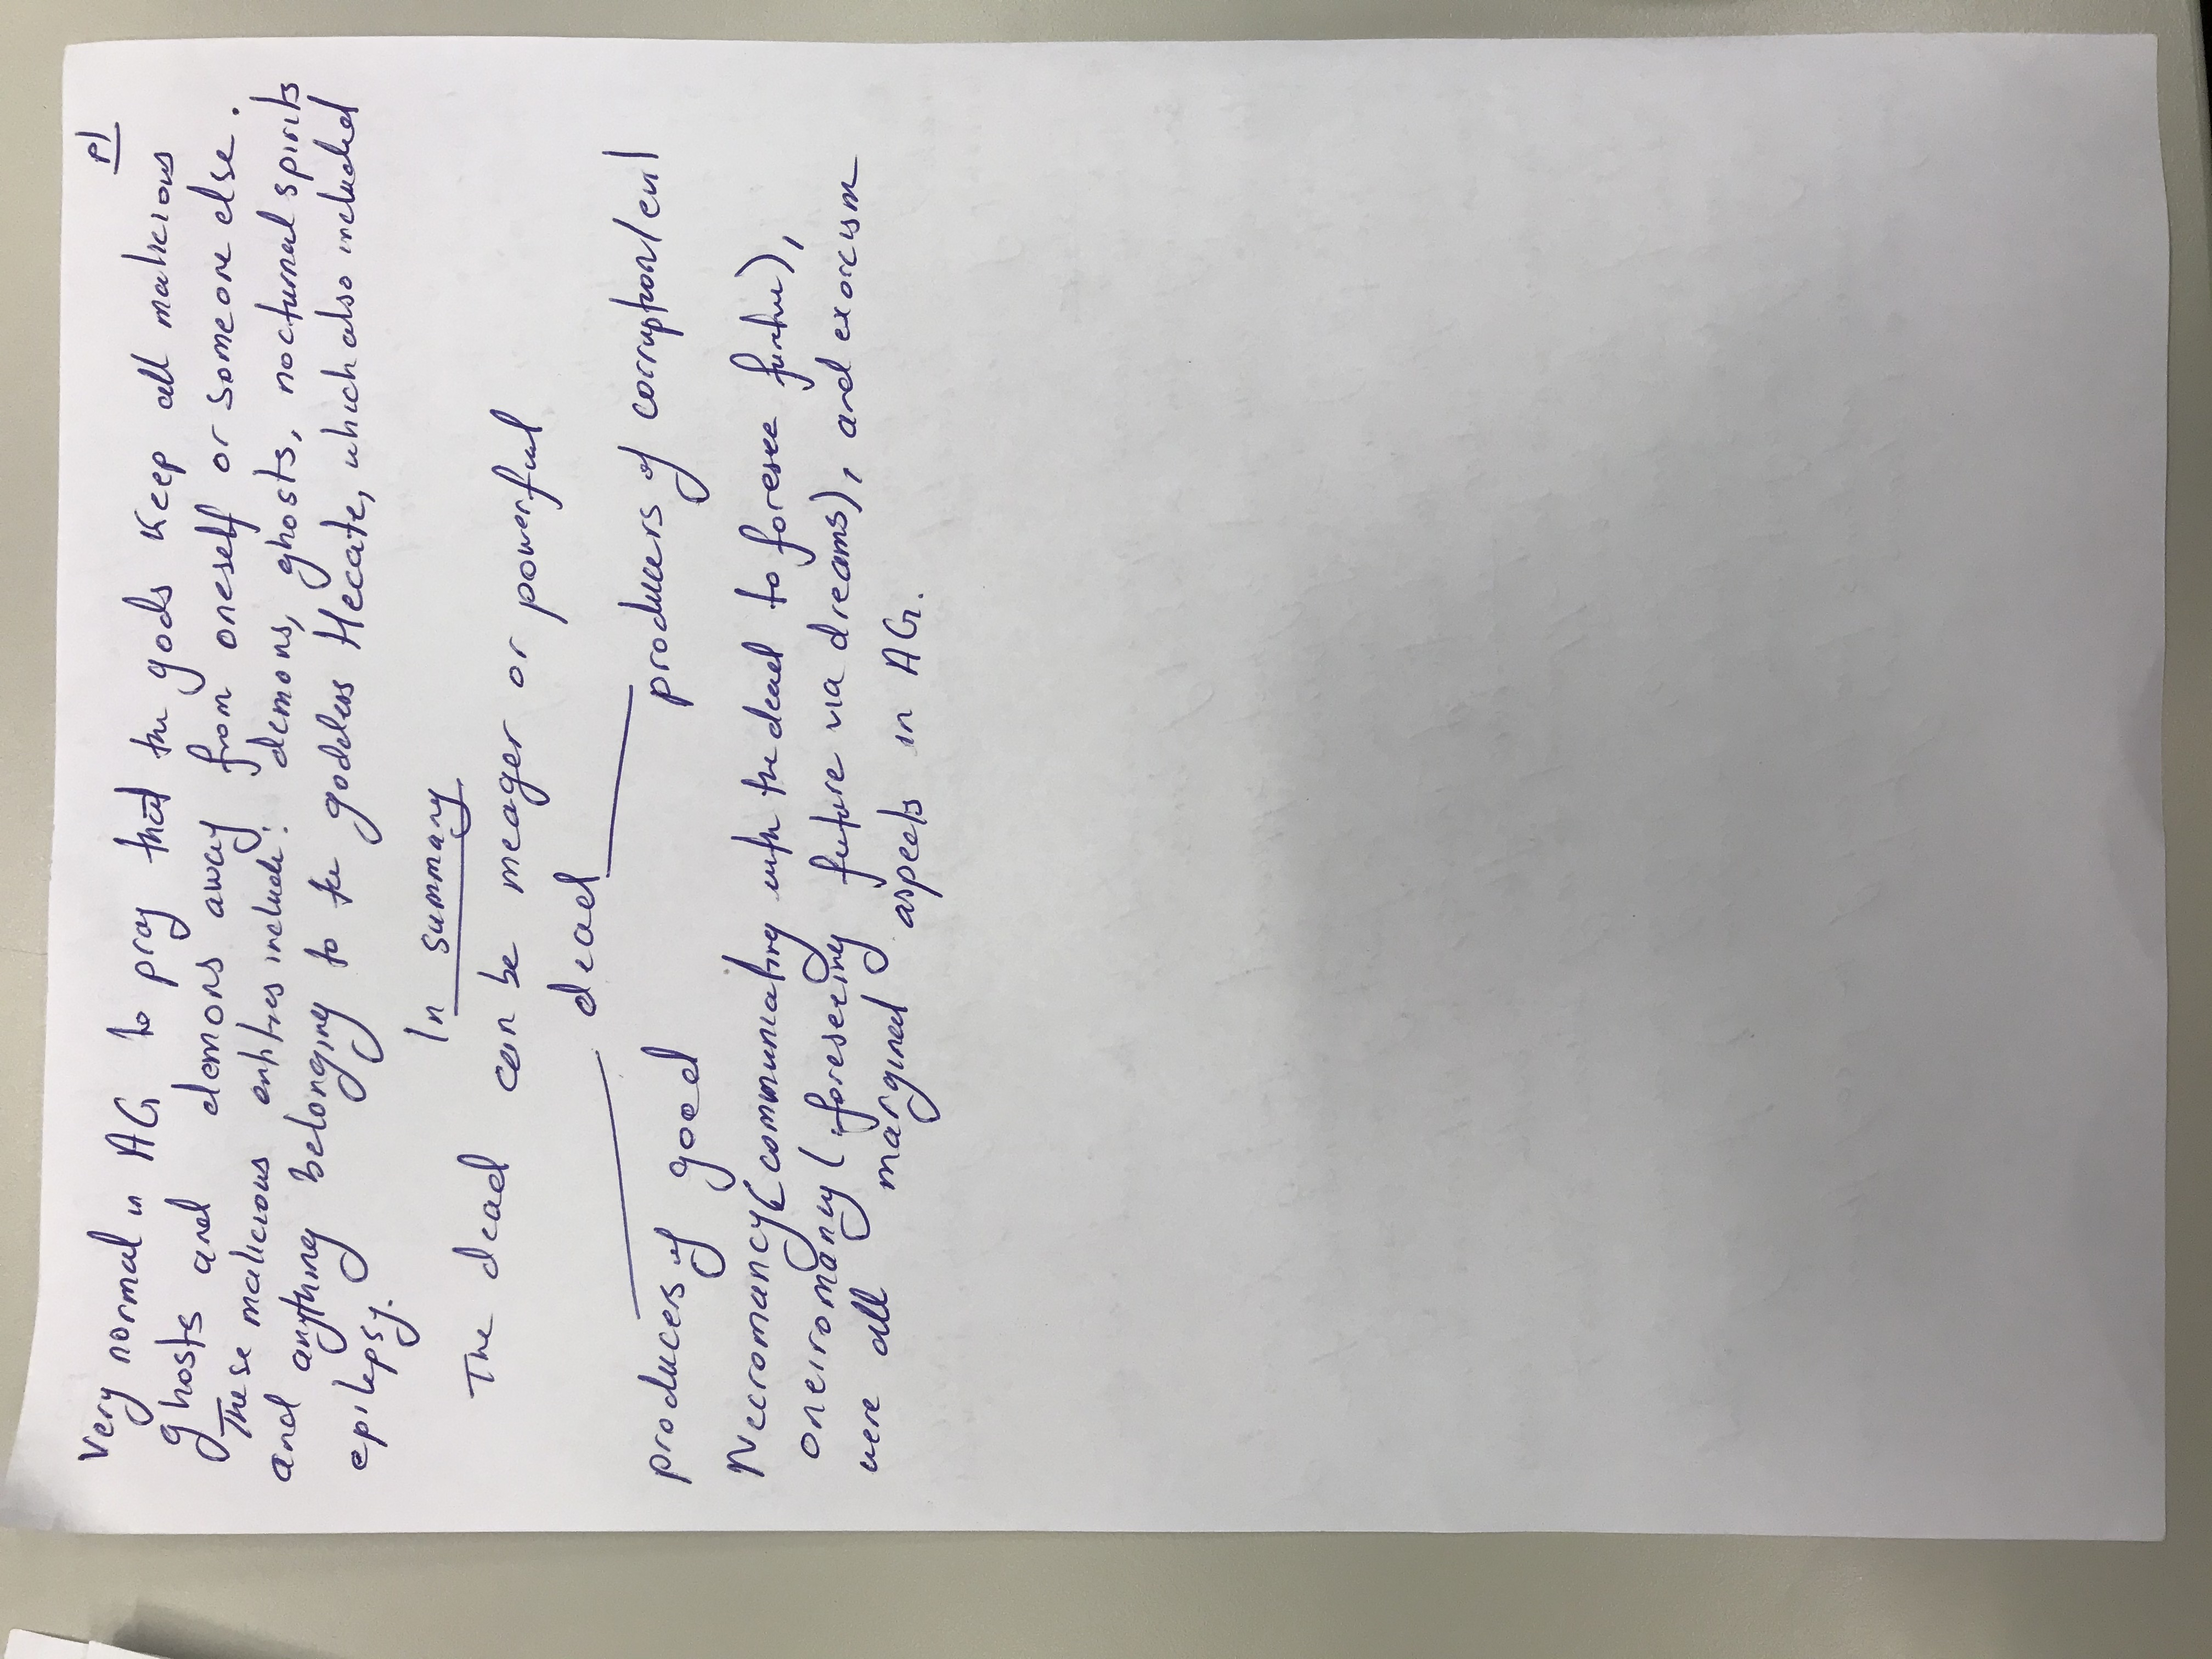 p1
Very normal in AG to pray that the gods keep all malicious
ghosts and demons away from oneself or someone else.
These malicious entities include: demons, ghosts, nocturnal spirits
and anything belonging to the goddess Hecate, which also included
epilepsy.
In summary
The dead can be meager or powerful
dead
producers of good
producers of corruption/evil
Necromancy (communicating with the dead to foresee furture),
oneiromancy (foreseeing future via dreams), and exorcism
were all marginal aspects in AG.